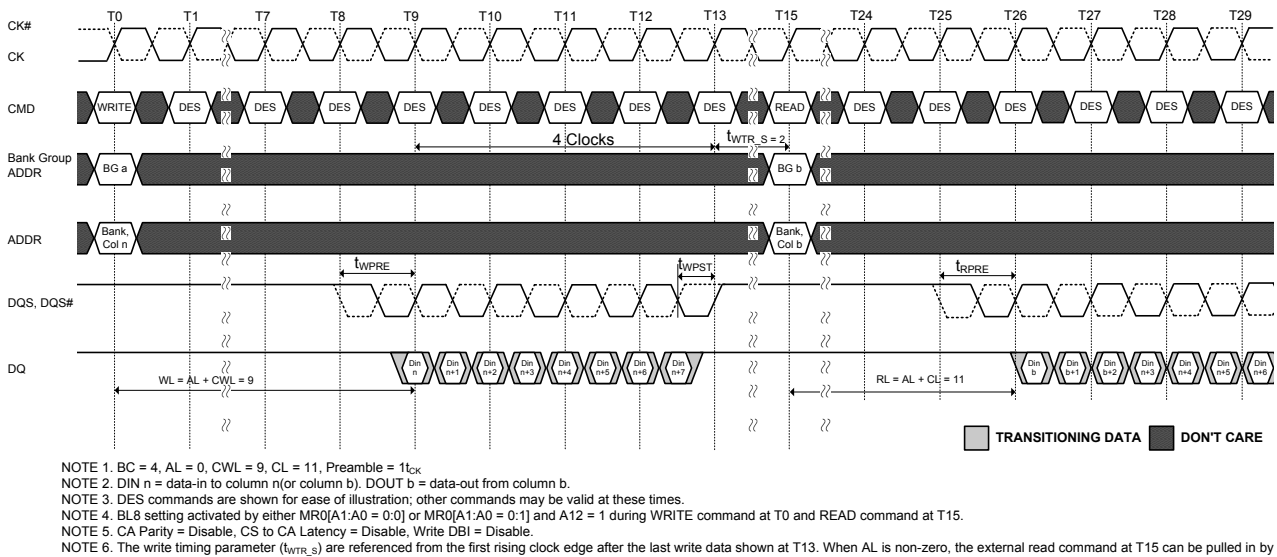 T0 T1 T7 T8 T9 T10 T11 T12 T13 T15 T24 T25 T26 T27 T28 T29
CK#
CK
CMD WRITE DES DES DES DES DES DES DES DES READ DES DES DES DES DES DES
4 Clocks tWTR_S = 2
Bank Group
ADDR
BG a BG b
ADDR
Bank,
Col n
Bank,
Col b
tWPRE tWPST tRPRE
DQS, DQS#
DQ
Din
n
Din
n+1
Din
n+2
Din
n+3
Din
n+4
Din
n+5
Din
n+6
Din
n+7
Din
b
Din
b+1
Din
b+2
Din
n+3
Din
n+4
Din
n+5
Din
n+6
WL = AL + CWL = 9 RL = AL + CL = 11
TRANSITIONING DATA DON'T CARE
NOTE 1. BC = 4, AL = 0, CWL = 9, CL = 11, Preamble = 1tCK
NOTE 2. DIN n = data-in to column n(or column b). DOUT b = data-out from column b.
NOTE 3. DES commands are shown for ease of illustration; other commands may be valid at these times.
NOTE 4. BL8 setting activated by either MR0[A1:A0 = 0:0] or MR0[A1:A0 = 0:1] and A12 = 1 during WRITE command at T0 and READ command at T15.
NOTE 5. CA Parity = Disable, CS to CA Latency = Disable, Write DBI = Disable.
NOTE 6. The write timing parameter (tWTR_S) are referenced from the first rising clock edge after the last write data shown at T13. When AL is non-zero, the external read command at T15 can be pulled in by